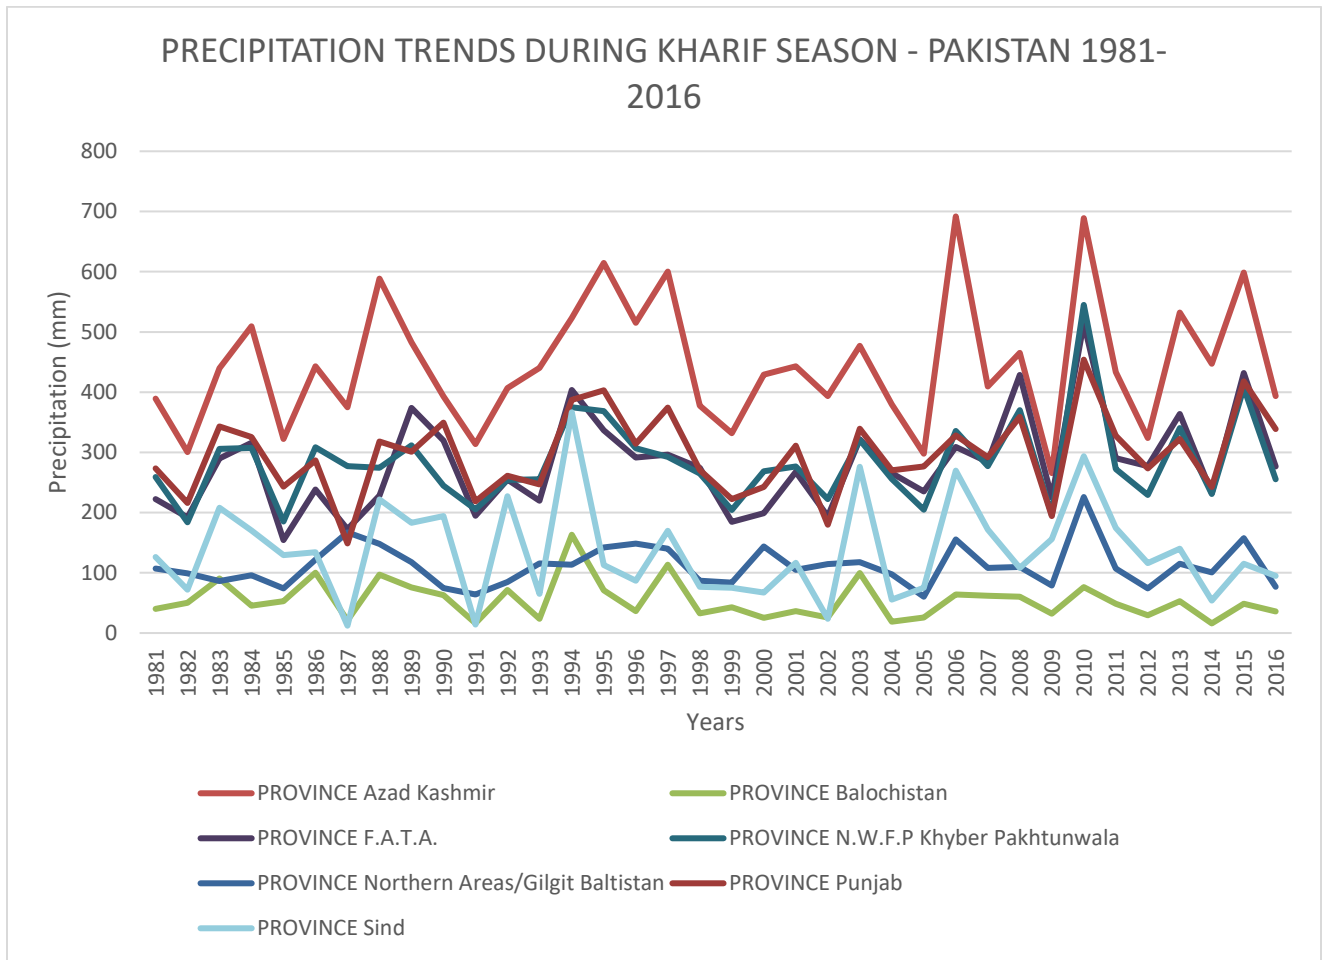 PRECIPITATION TRENDS DURING KHARIF SEASON - PAKISTAN 1981-
2016
800
700
600
500
400
300
200
100
0
Precipitation (mm)
1981 1982 1983 1984 1985 1986 1987 1988 1989 1990 1991 1992 1993 1994 1995 1996 1997 1998 1999 2000 2001 2002 2003 2004 2005 2006 2007 2008 2009 2010 2011 2012 2013 2014 2015 2016
Years
PROVINCE Azad Kashmir PROVINCE Balochistan
PROVINCE F.A.T.A. PROVINCE N.W.F.P Khyber Pakhtunwala
PROVINCE Northern Areas/Gilgit Baltistan PROVINCE Punjab
PROVINCE Sind